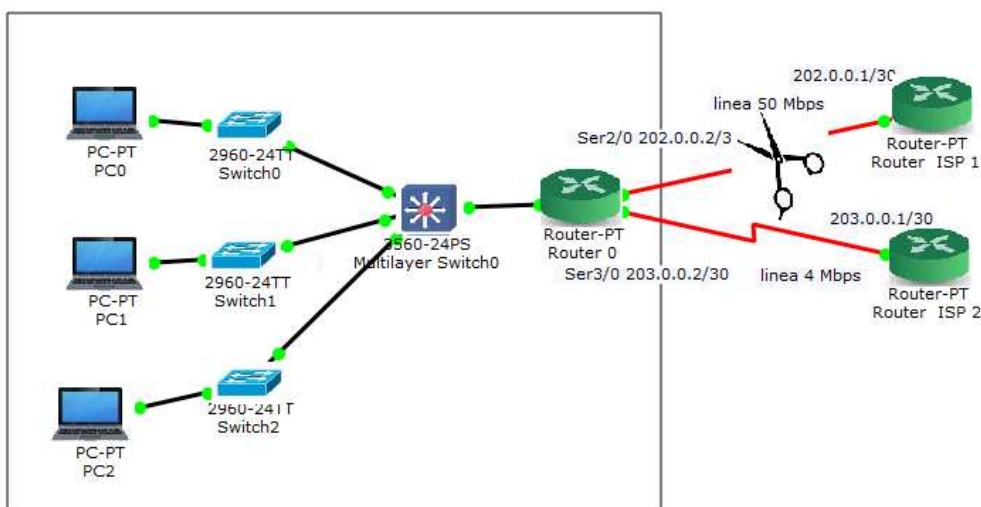 PC-PT
PC0
2960-24TT
Switch0
PC-PT
PC1
2960-24TT
Switch1
PC-PT
PC2
2960-24TT
Switch2
3560-24PS
Multilayer Switch0
Router-PT
Router 0
Ser2/0 202.0.0.2/3
Ser3/0 203.0.0.2/30
linea 50 Mbps
linea 4 Mbps
202.0.0.1/30
Router-PT
Router ISP 1
203.0.0.1/30
Router-PT
Router ISP 2